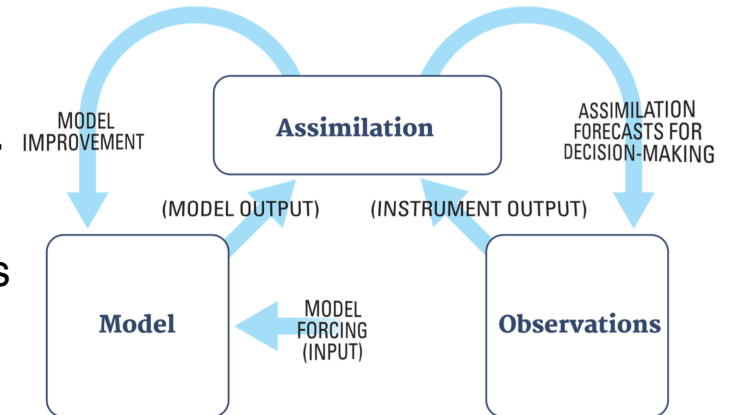 Assimilation
MODEL
IMPROVEMENT
ASSIMILATION
FORECASTS FOR
DECISION-MAKING
(MODEL OUTPUT)
(INSTRUMENT OUTPUT)
Model
MODEL
FORCING
(INPUT)
Observations